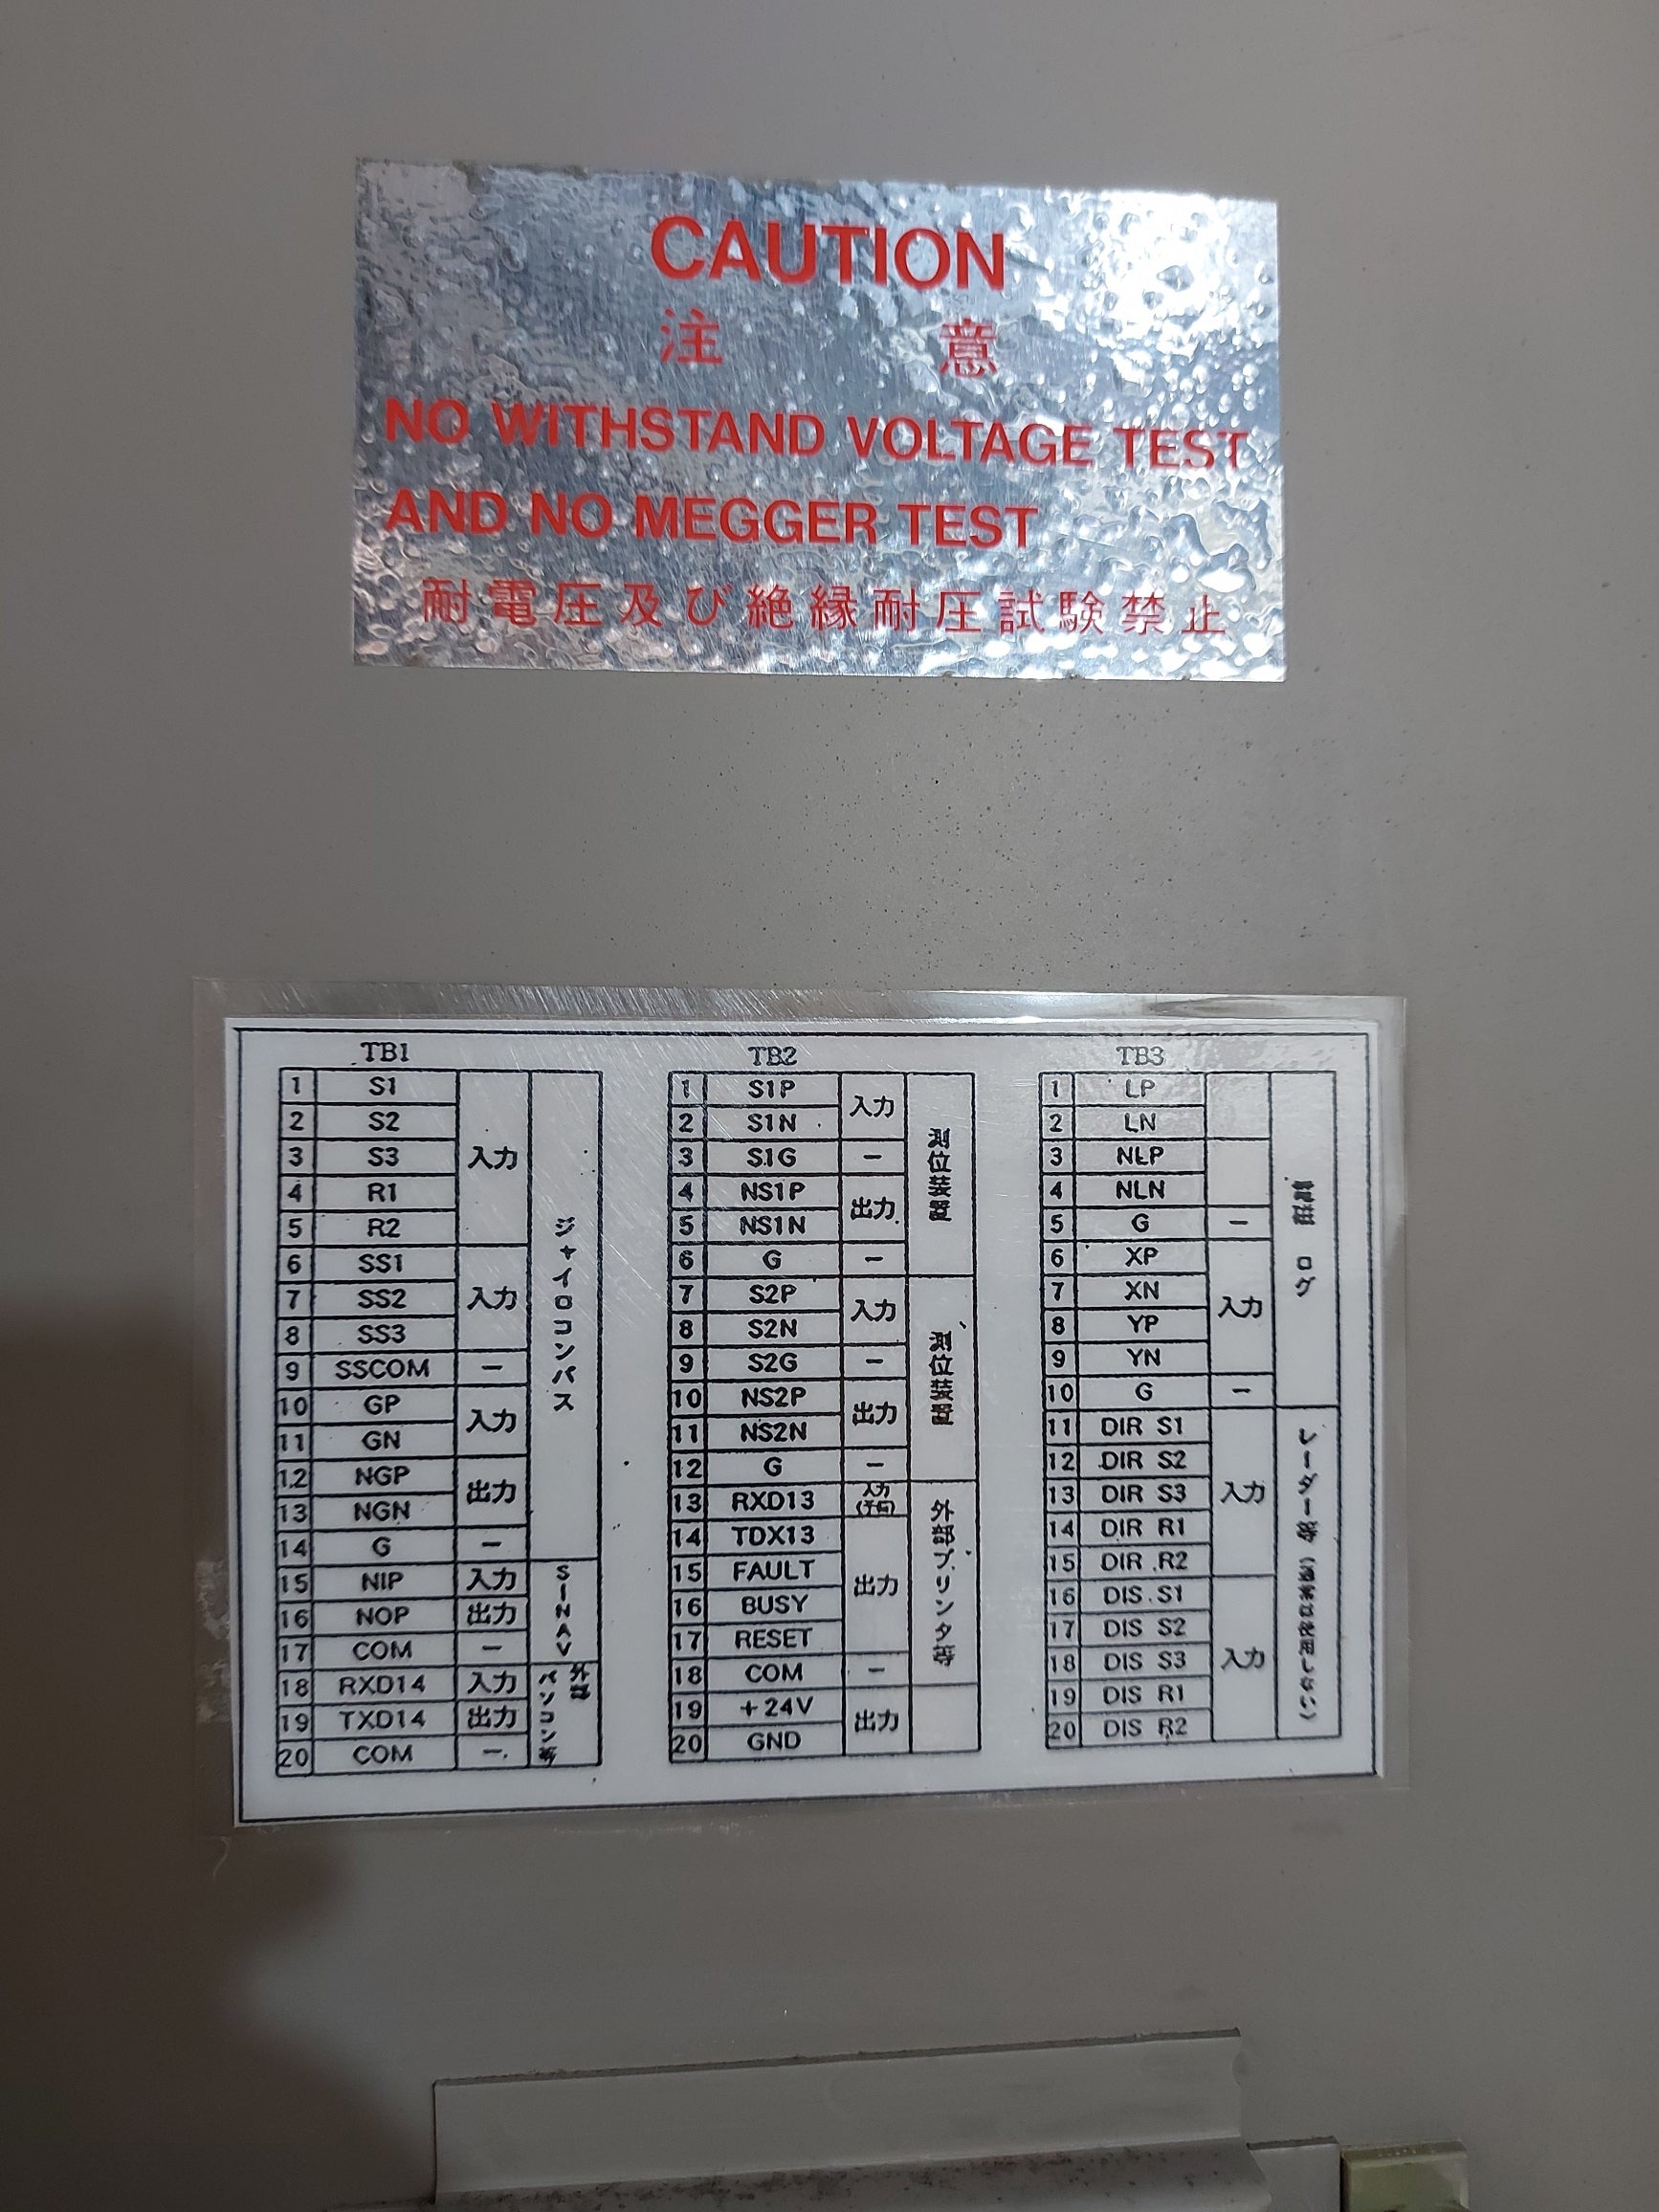 CAUTION
注 意
NO WITHSTAND VOLTAGE TEST
AND NO MEGGER TEST
耐電圧及び絶縁耐圧試験禁止
TB1
1 S1 入力 ジャイロコンパス
2 S2
3 S3
4 R1
5 R2
6 SS1 入力
7 SS2
8 SS3
9 SSCOM ー
10 GP 入力
11 GN
12 NGP 出力
13 NGN
14 G ー
15 NIP 入力 SINAV
16 NOP 出力
17 COM ー
18 RXD14 入力 外部パソコン等
19 TXD14 出力
20 COM ー
TB2
1 S1P 入力 測位装置
2 S1N
3 S1G ー
4 NS1P 出力
5 NS1N
6 G ー
7 S2P 入力 測位装置
8 S2N
9 S2G ー
10 NS2P 出力
11 NS2N
12 G ー
13 RXD13 入力 外部プリンタ等
14 TDX13 出力
15 FAULT
16 BUSY
17 RESET
18 COM ー
19 +24V 出力
20 GND
TB3
1 LP ログ
2 LN
3 NLP
4 NLN
5 G ー
6 XP 入力
7 XN
8 YP
9 YN
10 G ー
11 DIR S1 入力 レーダー等(通常は使用しない)
12 DIR S2
13 DIR S3
14 DIR R1
15 DIR R2
16 DIS S1 入力
17 DIS S2
18 DIS S3
19 DIS R1
20 DIS R2